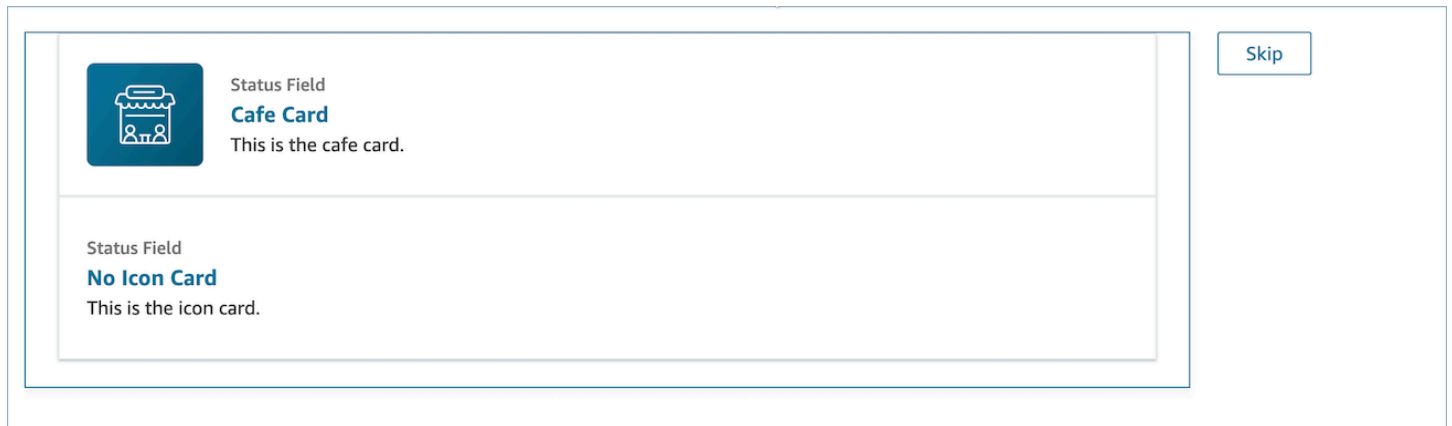 Status Field
Cafe Card
This is the cafe card.
Status Field
No Icon Card
This is the icon card.
Skip